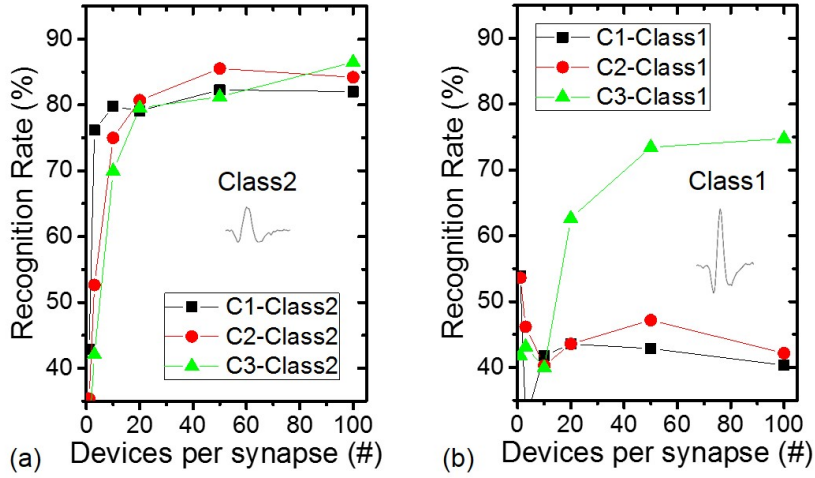 90
80
70
60
50
40
Recognition Rate (%)
Class2
C1-Class2
C2-Class2
C3-Class2
0 20 40 60 80 100
(a) Devices per synapse (#)
90
80
70
60
50
40
Recognition Rate (%)
C1-Class1
C2-Class1
C3-Class1
Class1
0 20 40 60 80 100
(b) Devices per synapse (#)